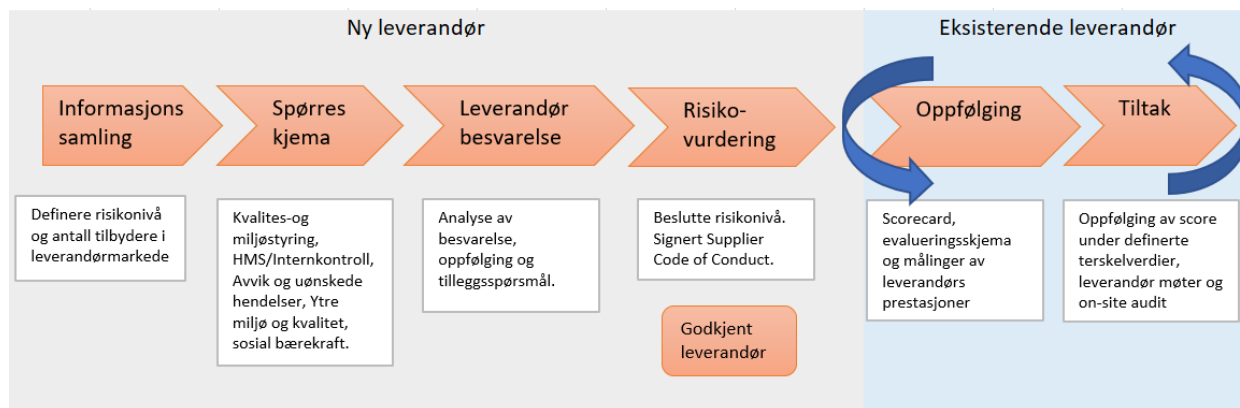 Ny leverandør
Eksisterende leverandør
Informasjons
samling
Spørres
kjema
Leverandør
besvarelse
Risiko-
vurdering
Oppfølging
Tiltak
Definere risikonivå
og antall tilbydere i
leverandørmarkede
Kvalites-og
miljøstyring,
HMS/Internkontroll,
Avvik og uønskede
hendelser, Ytre
miljø og kvalitet,
sosial bærekraft.
Analyse av
besvarelse,
oppfølging og
tilleggsspørsmål.
Beslutte risikonivå.
Signert Supplier
Code of Conduct.
Godkjent
leverandør
Scorecard,
evalueringsskjema
og målinger av
leverandørs
prestasjoner
Oppfølging av score
under definerte
terskelverdier,
leverandør møter og
on-site audit